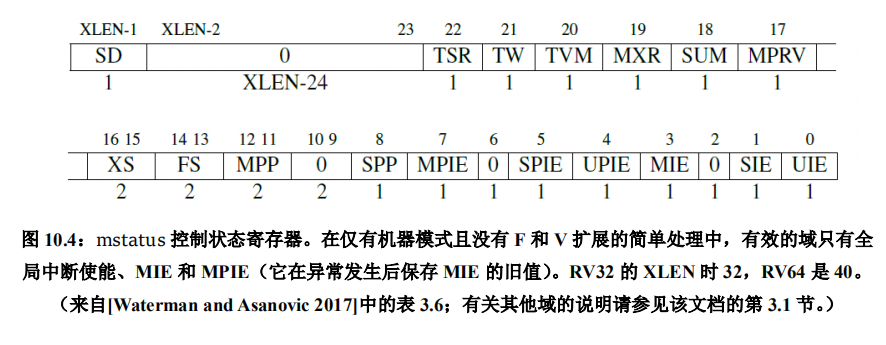 XLEN-1 XLEN-2 23 22 21 20 19 18 17
SD 0 TSR TW TVM MXR SUM MPRV
1 XLEN-24 1 1 1 1 1 1
16 15 14 13 12 11 10 9 8 7 6 5 4 3 2 1 0
XS FS MPP 0 SPP MPIE 0 SPIE UPIE MIE 0 SIE UIE
2 2 2 2 1 1 1 1 1 1 1 1 1
图 10.4：mstatus 控制状态寄存器。在仅有机器模式且没有 F 和 V 扩展的简单处理中，有效的域只有全
局中断使能、MIE 和 MPIE（它在异常发生后保存 MIE 的旧值）。RV32 的 XLEN 时 32，RV64 是 40。
（来自[Waterman and Asanovic 2017]中的表 3.6；有关其他域的说明请参见该文档的第 3.1 节。）